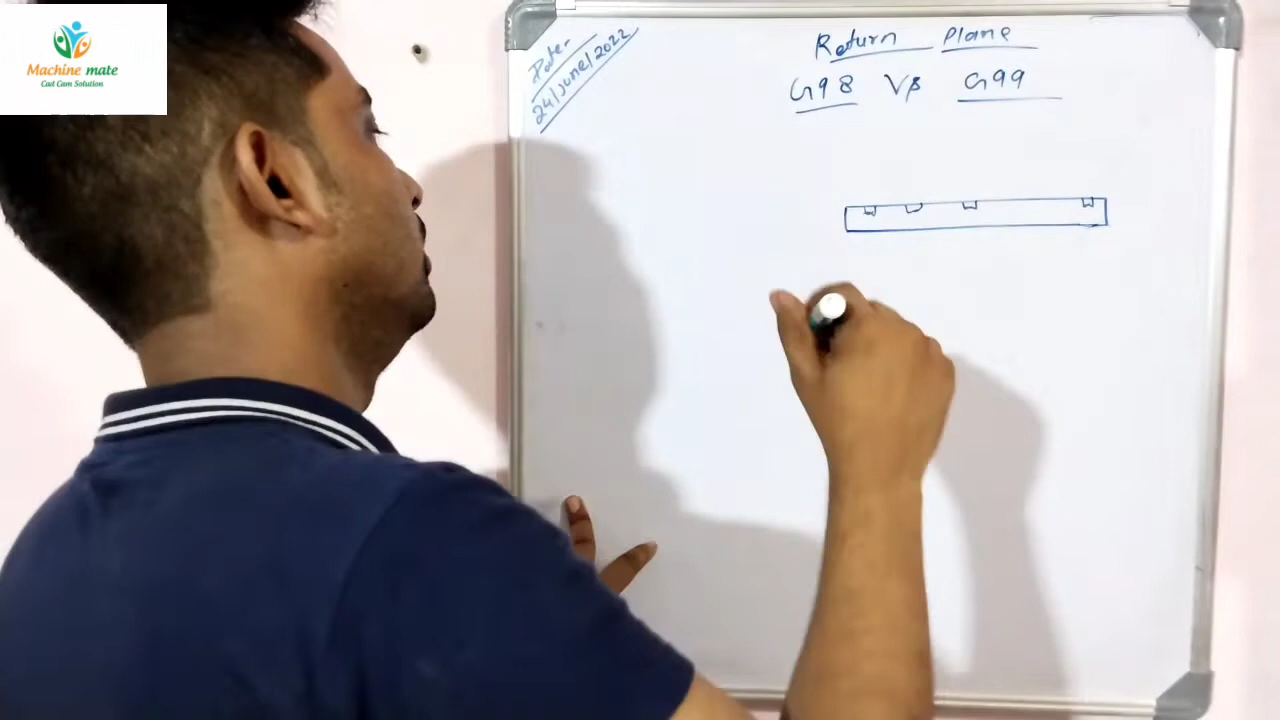 Machine mate
Cad Cam Solution
Date-
24/June/2022
Return Plane
G98 Vs G99